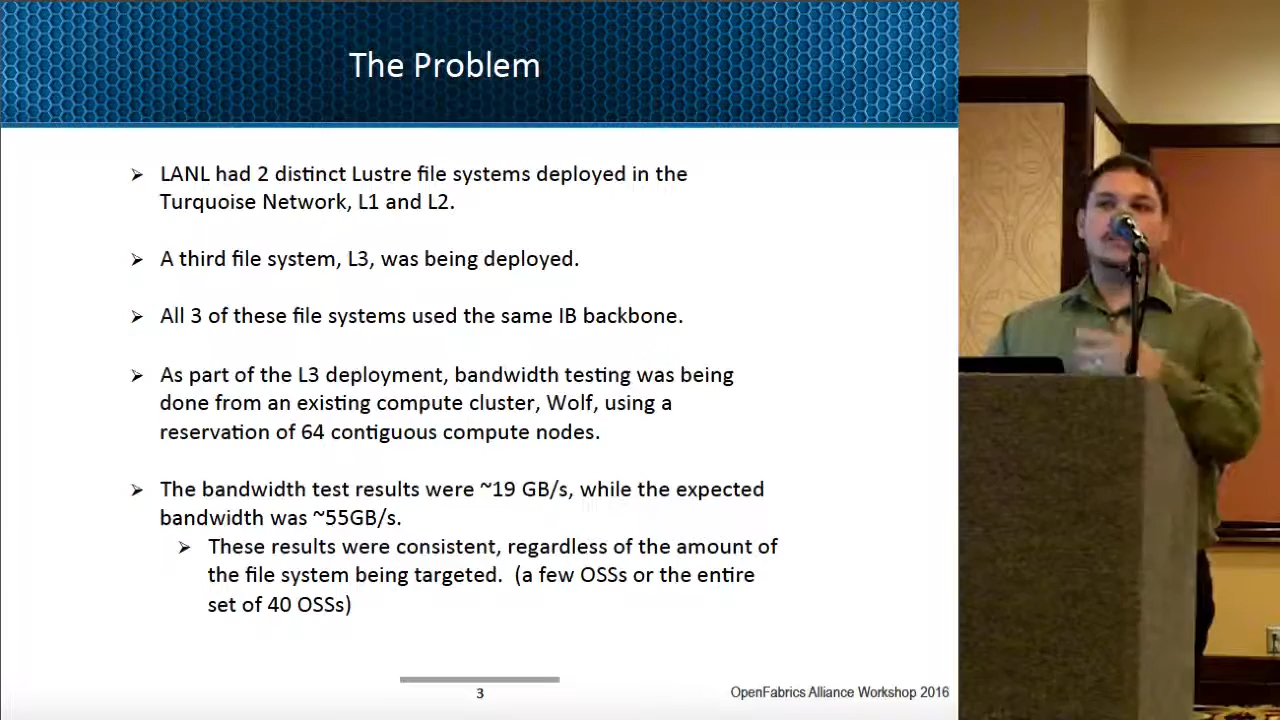 The Problem
➢ LANL had 2 distinct Lustre file systems deployed in the
Turquoise Network, L1 and L2.
➢ A third file system, L3, was being deployed.
➢ All 3 of these file systems used the same IB backbone.
➢ As part of the L3 deployment, bandwidth testing was being
done from an existing compute cluster, Wolf, using a
reservation of 64 contiguous compute nodes.
➢ The bandwidth test results were ~19 GB/s, while the expected
bandwidth was ~55GB/s.
➢ These results were consistent, regardless of the amount of
the file system being targeted. (a few OSSs or the entire
set of 40 OSSs)
3
OpenFabrics Alliance Workshop 2016